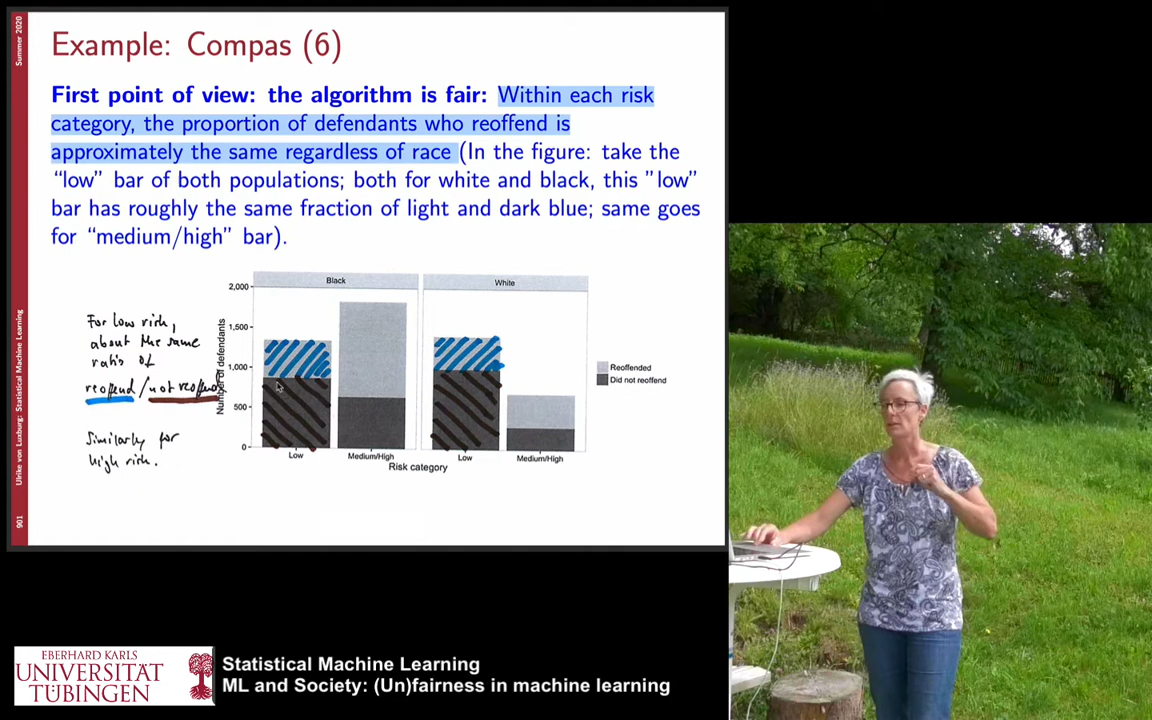 Summer 2020
Example: Compas (6)
First point of view: the algorithm is fair: Within each risk
category, the proportion of defendants who reoffend is
approximately the same regardless of race (In the figure: take the
“low” bar of both populations; both for white and black, this ”low”
bar has roughly the same fraction of light and dark blue; same goes
for “medium/high” bar).
Ulrike von Luxburg: Statistical Machine Learning
901
For low risk,
about the same
ratio of
reoffend/not reoffend
Similarly for
high risk.
Black
White
Number of defendants
2,000
1,500
1,000
500
0
Low
Medium/High
Low
Medium/High
Risk category
Reoffended
Did not reoffend
EBERHARD KARLS
UNIVERSITÄT
TÜBINGEN
Statistical Machine Learning
ML and Society: (Un)fairness in machine learning